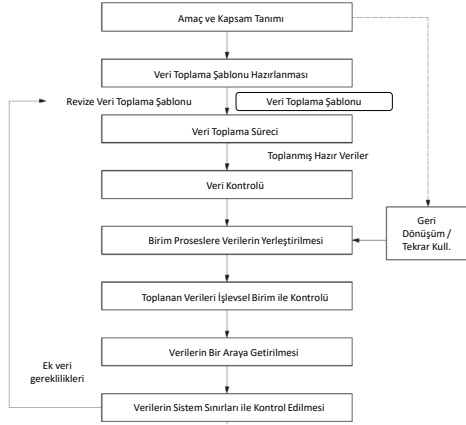 Amaç ve Kapsam Tanımı
Veri Toplama Şablonu Hazırlanması
Revize Veri Toplama Şablonu
Veri Toplama Şablonu
Veri Toplama Süreci
Toplanmış Hazır Veriler
Veri Kontrolü
Geri
Dönüşüm /
Tekrar Kull.
Birim Proseslere Verilerin Yerleştirilmesi
Toplanan Verileri İşlevsel Birim ile Kontrolü
Verilerin Bir Araya Getirilmesi
Ek veri
gereklilikleri
Verilerin Sistem Sınırları ile Kontrol Edilmesi